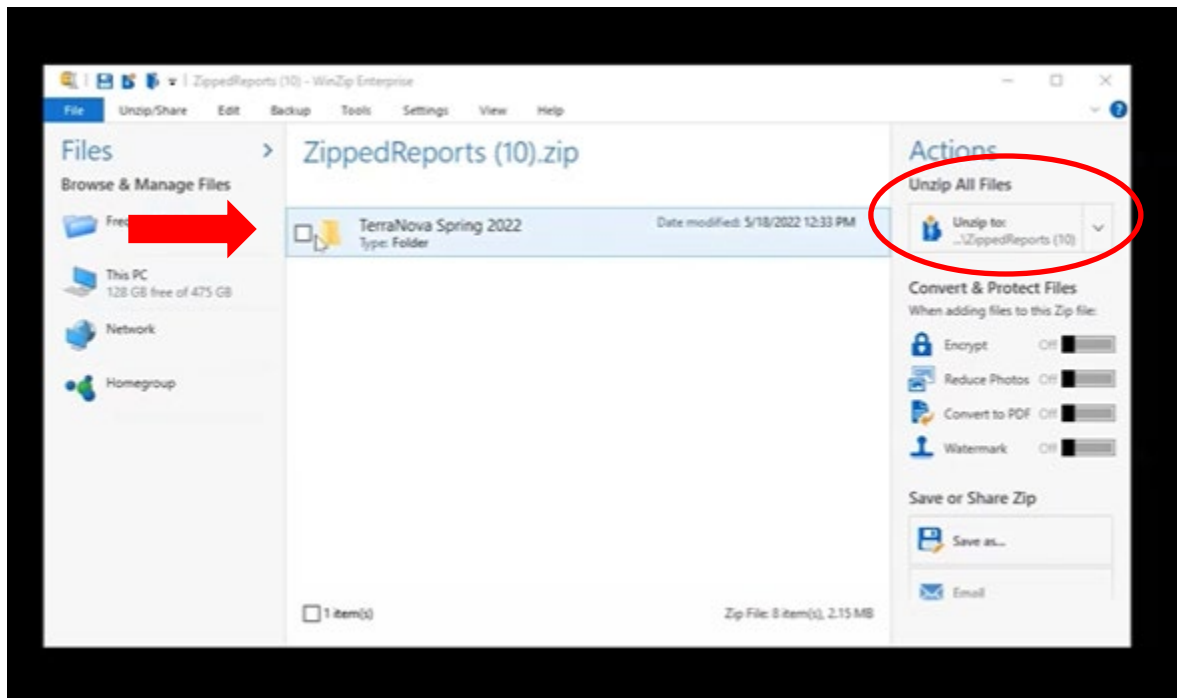 ZippedReports (10) - WinZip Enterprise
File Unzip/Share Edit Backup Tools Settings View Help
Files
Browse & Manage Files
This PC
128 GB free of 475 GB
Network
Homegroup
ZippedReports (10).zip
TerraNova Spring 2022
Type: Folder
Date modified: 5/18/2022 12:33 PM
1 item(s)
Zip File: 8 item(s), 2.15 MB
Actions
Unzip All Files
Unzip to:
...\ZippedReports (10)
Convert & Protect Files
When adding files to this Zip file:
Encrypt Off
Reduce Photos Off
Convert to PDF Off
Watermark Off
Save or Share Zip
Save as...
Email